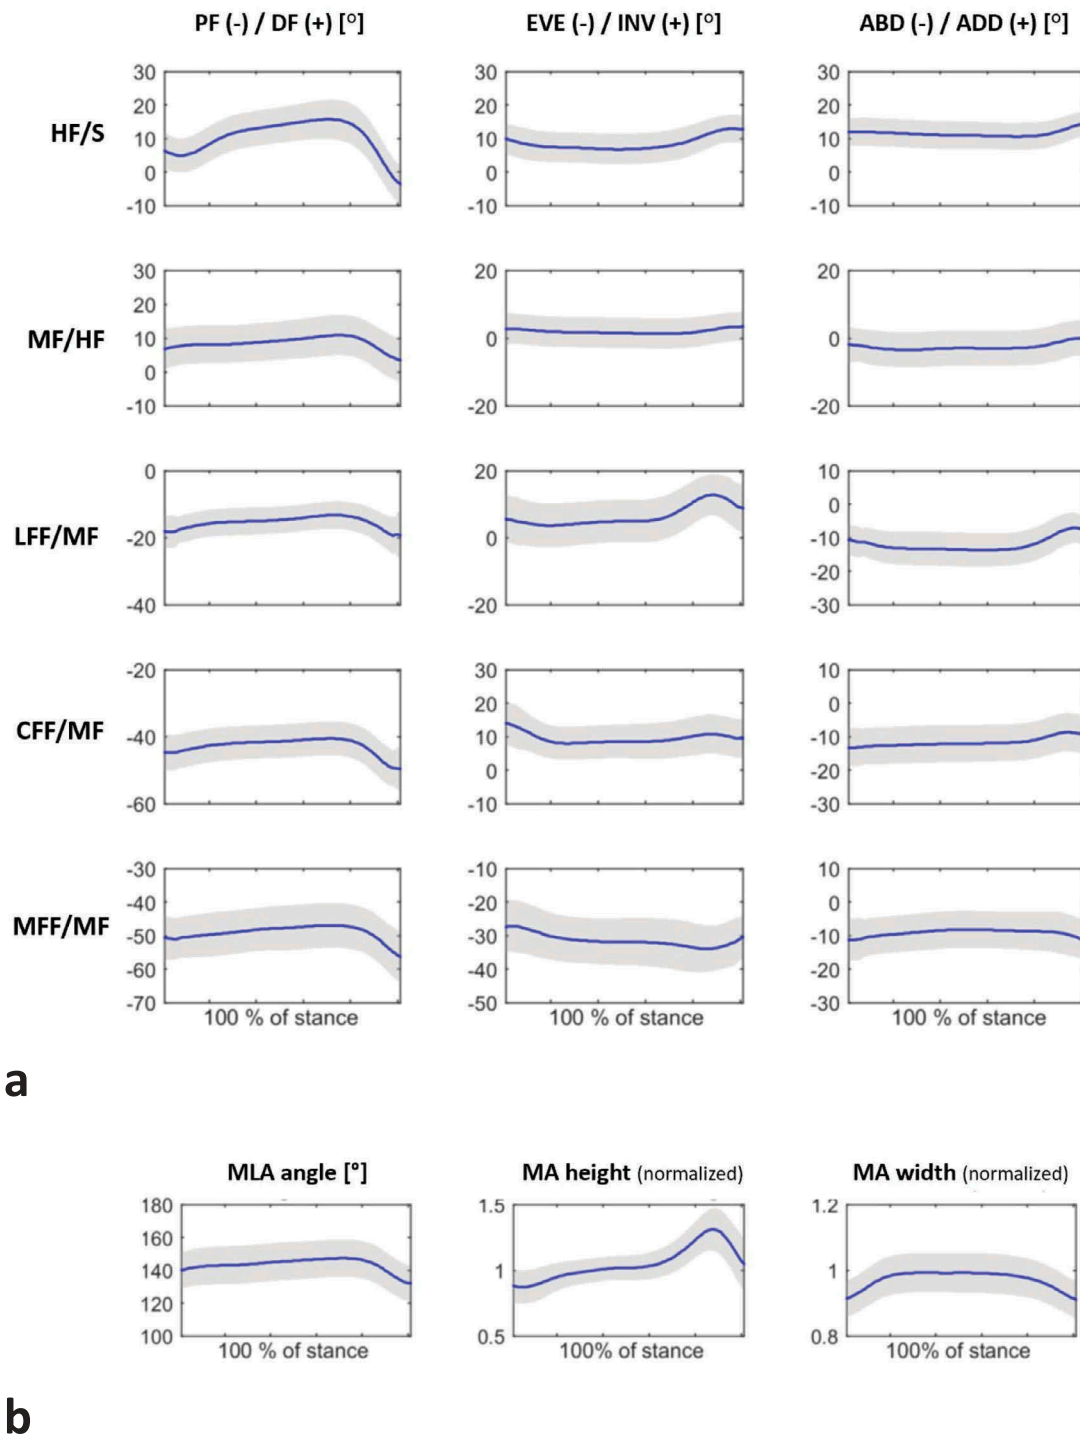 PF (-) / DF (+) [°] EVE (-) / INV (+) [°] ABD (-) / ADD (+) [°]
HF/S
30 20 10 0 -10
30 20 10 0 -10
30 20 10 0 -10
MF/HF
30 20 10 0 -10
20 0 -20
20 0 -20
LFF/MF
0 -20 -40
20 0 -20
10 0 -10 -20 -30
CFF/MF
-20 -40 -60
30 20 10 0 -10
10 0 -10 -20 -30
MFF/MF
-30 -40 -50 -60 -70
-10 -20 -30 -40 -50
10 0 -10 -20 -30
100 % of stance 100 % of stance 100 % of stance
a
MLA angle [°] MA height (normalized) MA width (normalized)
180 160 140 120 100
1.5 1 0.5
1.2 1 0.8
100 % of stance 100% of stance 100% of stance
b